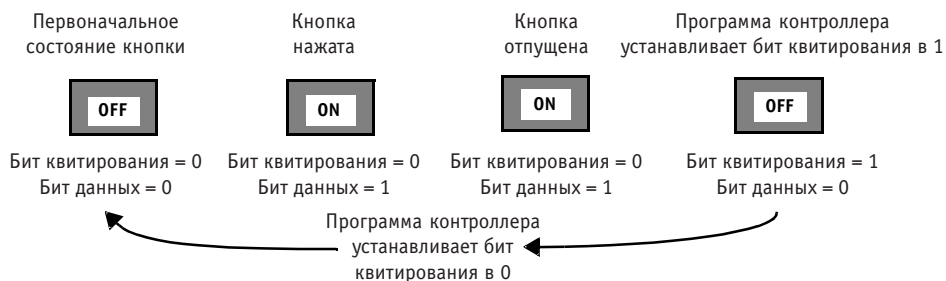 Первоначальное
состояние кнопки
Кнопка
нажата
Кнопка
отпущена
Программа контроллера
устанавливает бит квитирования в 1
OFF
ON
ON
OFF
Бит квитирования = 0
Бит данных = 0
Бит квитирования = 0
Бит данных = 1
Бит квитирования = 0
Бит данных = 1
Бит квитирования = 1
Бит данных = 0
Программа контроллера
устанавливает бит
квитирования в 0